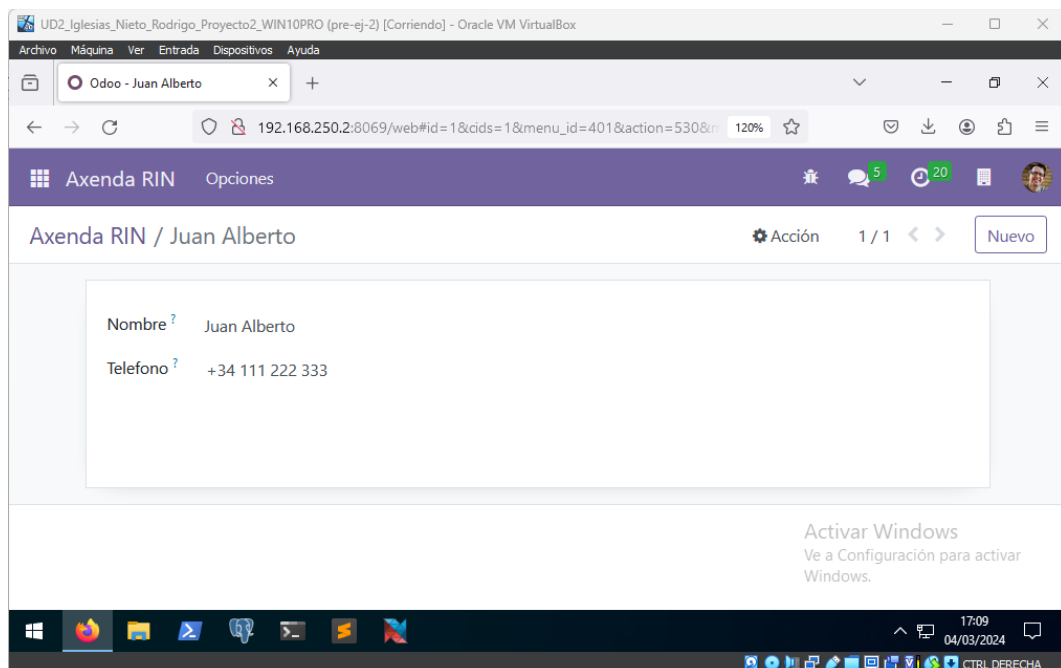 UD2_Iglesias_Nieto_Rodrigo_Proyecto2_WIN10PRO (pre-ej-2) [Corriendo] - Oracle VM VirtualBox
Archivo Máquina Ver Entrada Dispositivos Ayuda
Odoo - Juan Alberto
192.168.250.2:8069/web#id=1&cids=1&menu_id=401&action=530& 120%
Axenda RIN Opciones 5 20
Axenda RIN / Juan Alberto Acción 1 / 1 Nuevo
Nombre ? Juan Alberto
Telefono ? +34 111 222 333
Activar Windows
Ve a Configuración para activar
Windows.
17:09
04/03/2024
CTRL DERECHA